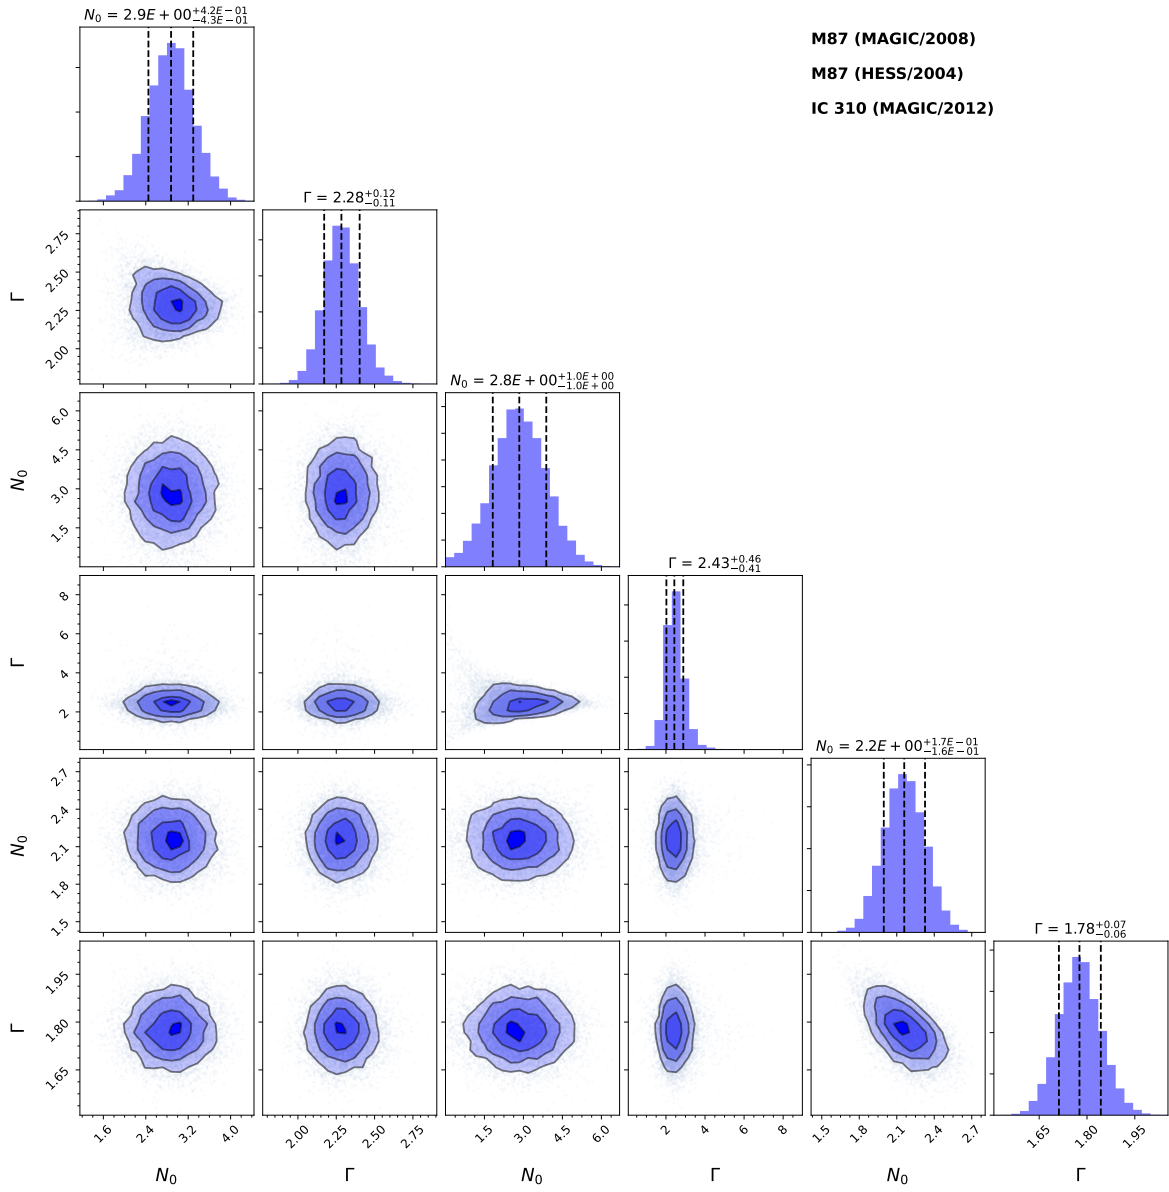 N₀ = 2.9E + 00 +4.2E−01 −4.3E−01
M87 (MAGIC/2008)
M87 (HESS/2004)
IC 310 (MAGIC/2012)
Γ = 2.28 +0.12 −0.11
2.75
2.50
2.25
2.00
Γ
N₀ = 2.8E + 00 +1.0E+00 −1.0E+00
6.0
4.5
3.0
1.5
N₀
Γ = 2.43 +0.46 −0.41
8
6
4
2
Γ
N₀ = 2.2E + 00 +1.7E−01 −1.6E−01
2.7
2.4
2.1
1.8
1.5
N₀
Γ = 1.78 +0.07 −0.06
1.95
1.80
1.65
Γ
1.6 2.4 3.2 4.0 2.00 2.25 2.50 2.75 1.5 3.0 4.5 6.0 2 4 6 8 1.5 1.8 2.1 2.4 2.7 1.65 1.80 1.95
N₀ Γ N₀ Γ N₀ Γ